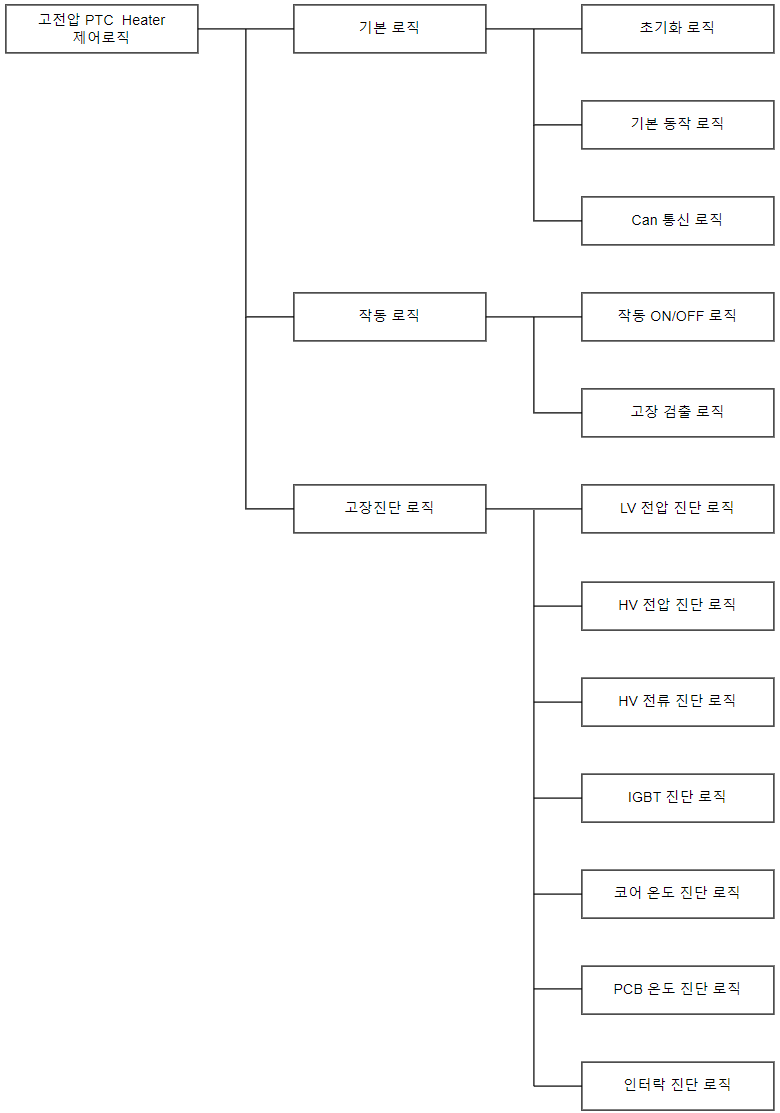 고전압 PTC  Heater
제어로직
기본 로직
초기화 로직
기본 동작 로직
Can 통신 로직
작동 로직
작동 ON/OFF 로직
고장 검출 로직
고장진단 로직
LV 전압 진단 로직
HV 전압 진단 로직
HV 전류 진단 로직
IGBT 진단 로직
코어 온도 진단 로직
PCB 온도 진단 로직
인터락 진단 로직